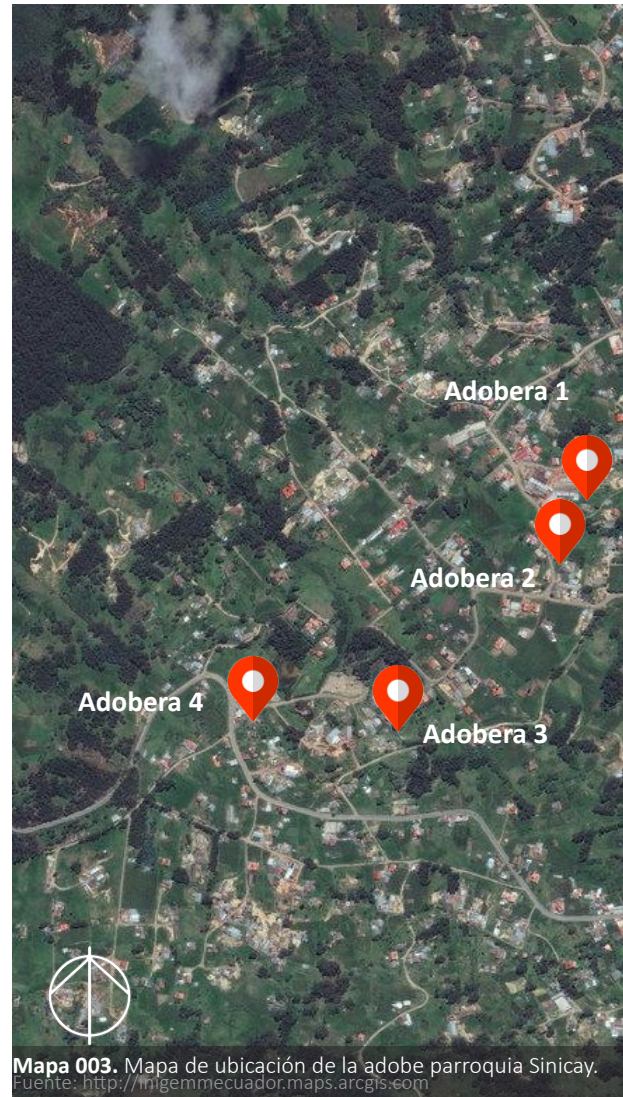 Adobera 1
Adobera 2
Adobera 4
Adobera 3
Mapa 003. Mapa de ubicación de la adobe parroquia Sinicay.
Fuente: http://inigemmecuador.maps.arcgis.com